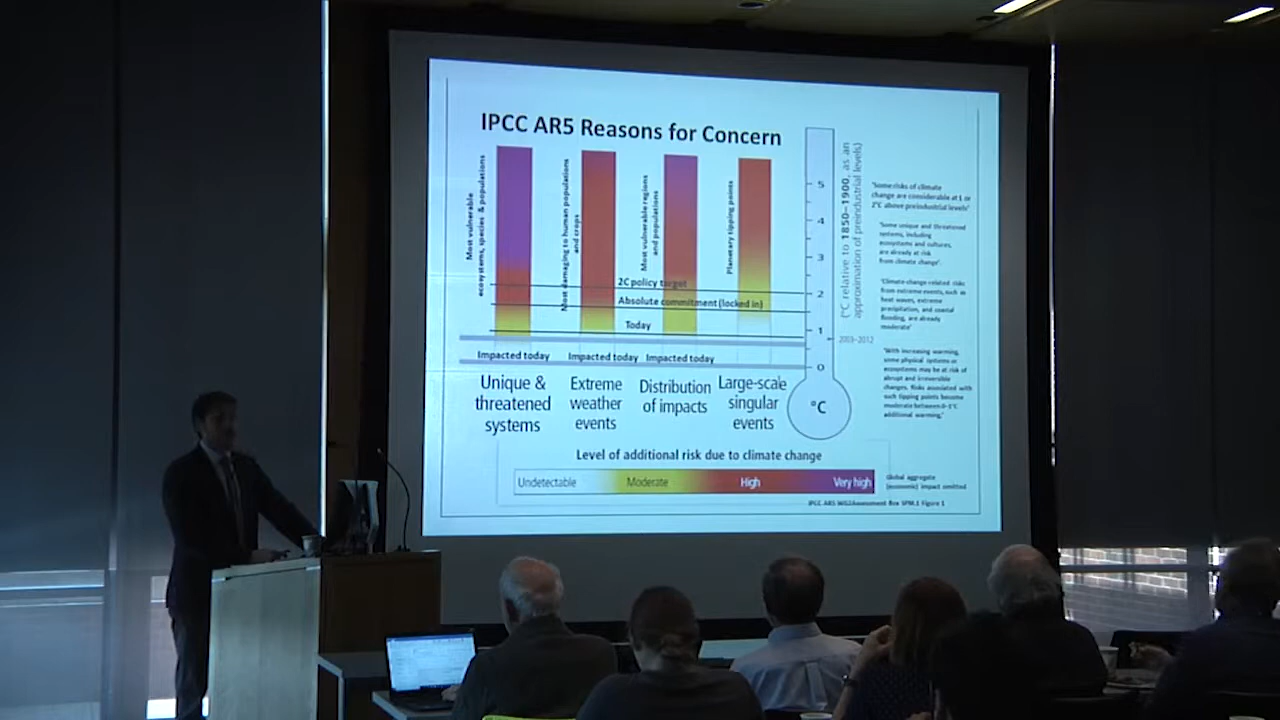 IPCC AR5 Reasons for Concern
Most vulnerable
ecosystems, species & populations
Most damaging to human populations
and crops
Most vulnerable regions
and populations
Planetary tipping points
5
4
3
2
1
0
°C
(°C relative to 1850–1900, as an
approximation of preindustrial levels)
2003–2012
2C policy target
Absolute commitment (locked in)
Today
Impacted today
Impacted today
Impacted today
Unique &
threatened
systems
Extreme
weather
events
Distribution
of impacts
Large-scale
singular
events
'Some risks of climate
change are considerable at 1 or
2°C above preindustrial levels'
'Some unique and threatened
systems, including
ecosystems and cultures,
are already at risk
from climate change'.
'Climate-change-related risks
from extreme events, such as
heat waves, extreme
precipitation, and coastal
flooding, are already
moderate'
'With increasing warming,
some physical systems or
ecosystems may be at risk of
abrupt and irreversible
changes. Risks associated with
such tipping points become
moderate between 0–1°C
additional warming,'
Level of additional risk due to climate change
Undetectable
Moderate
High
Very high
Global aggregate
(economic) impact omitted
IPCC AR5 WG2 Assessment Box SPM.1 Figure 1